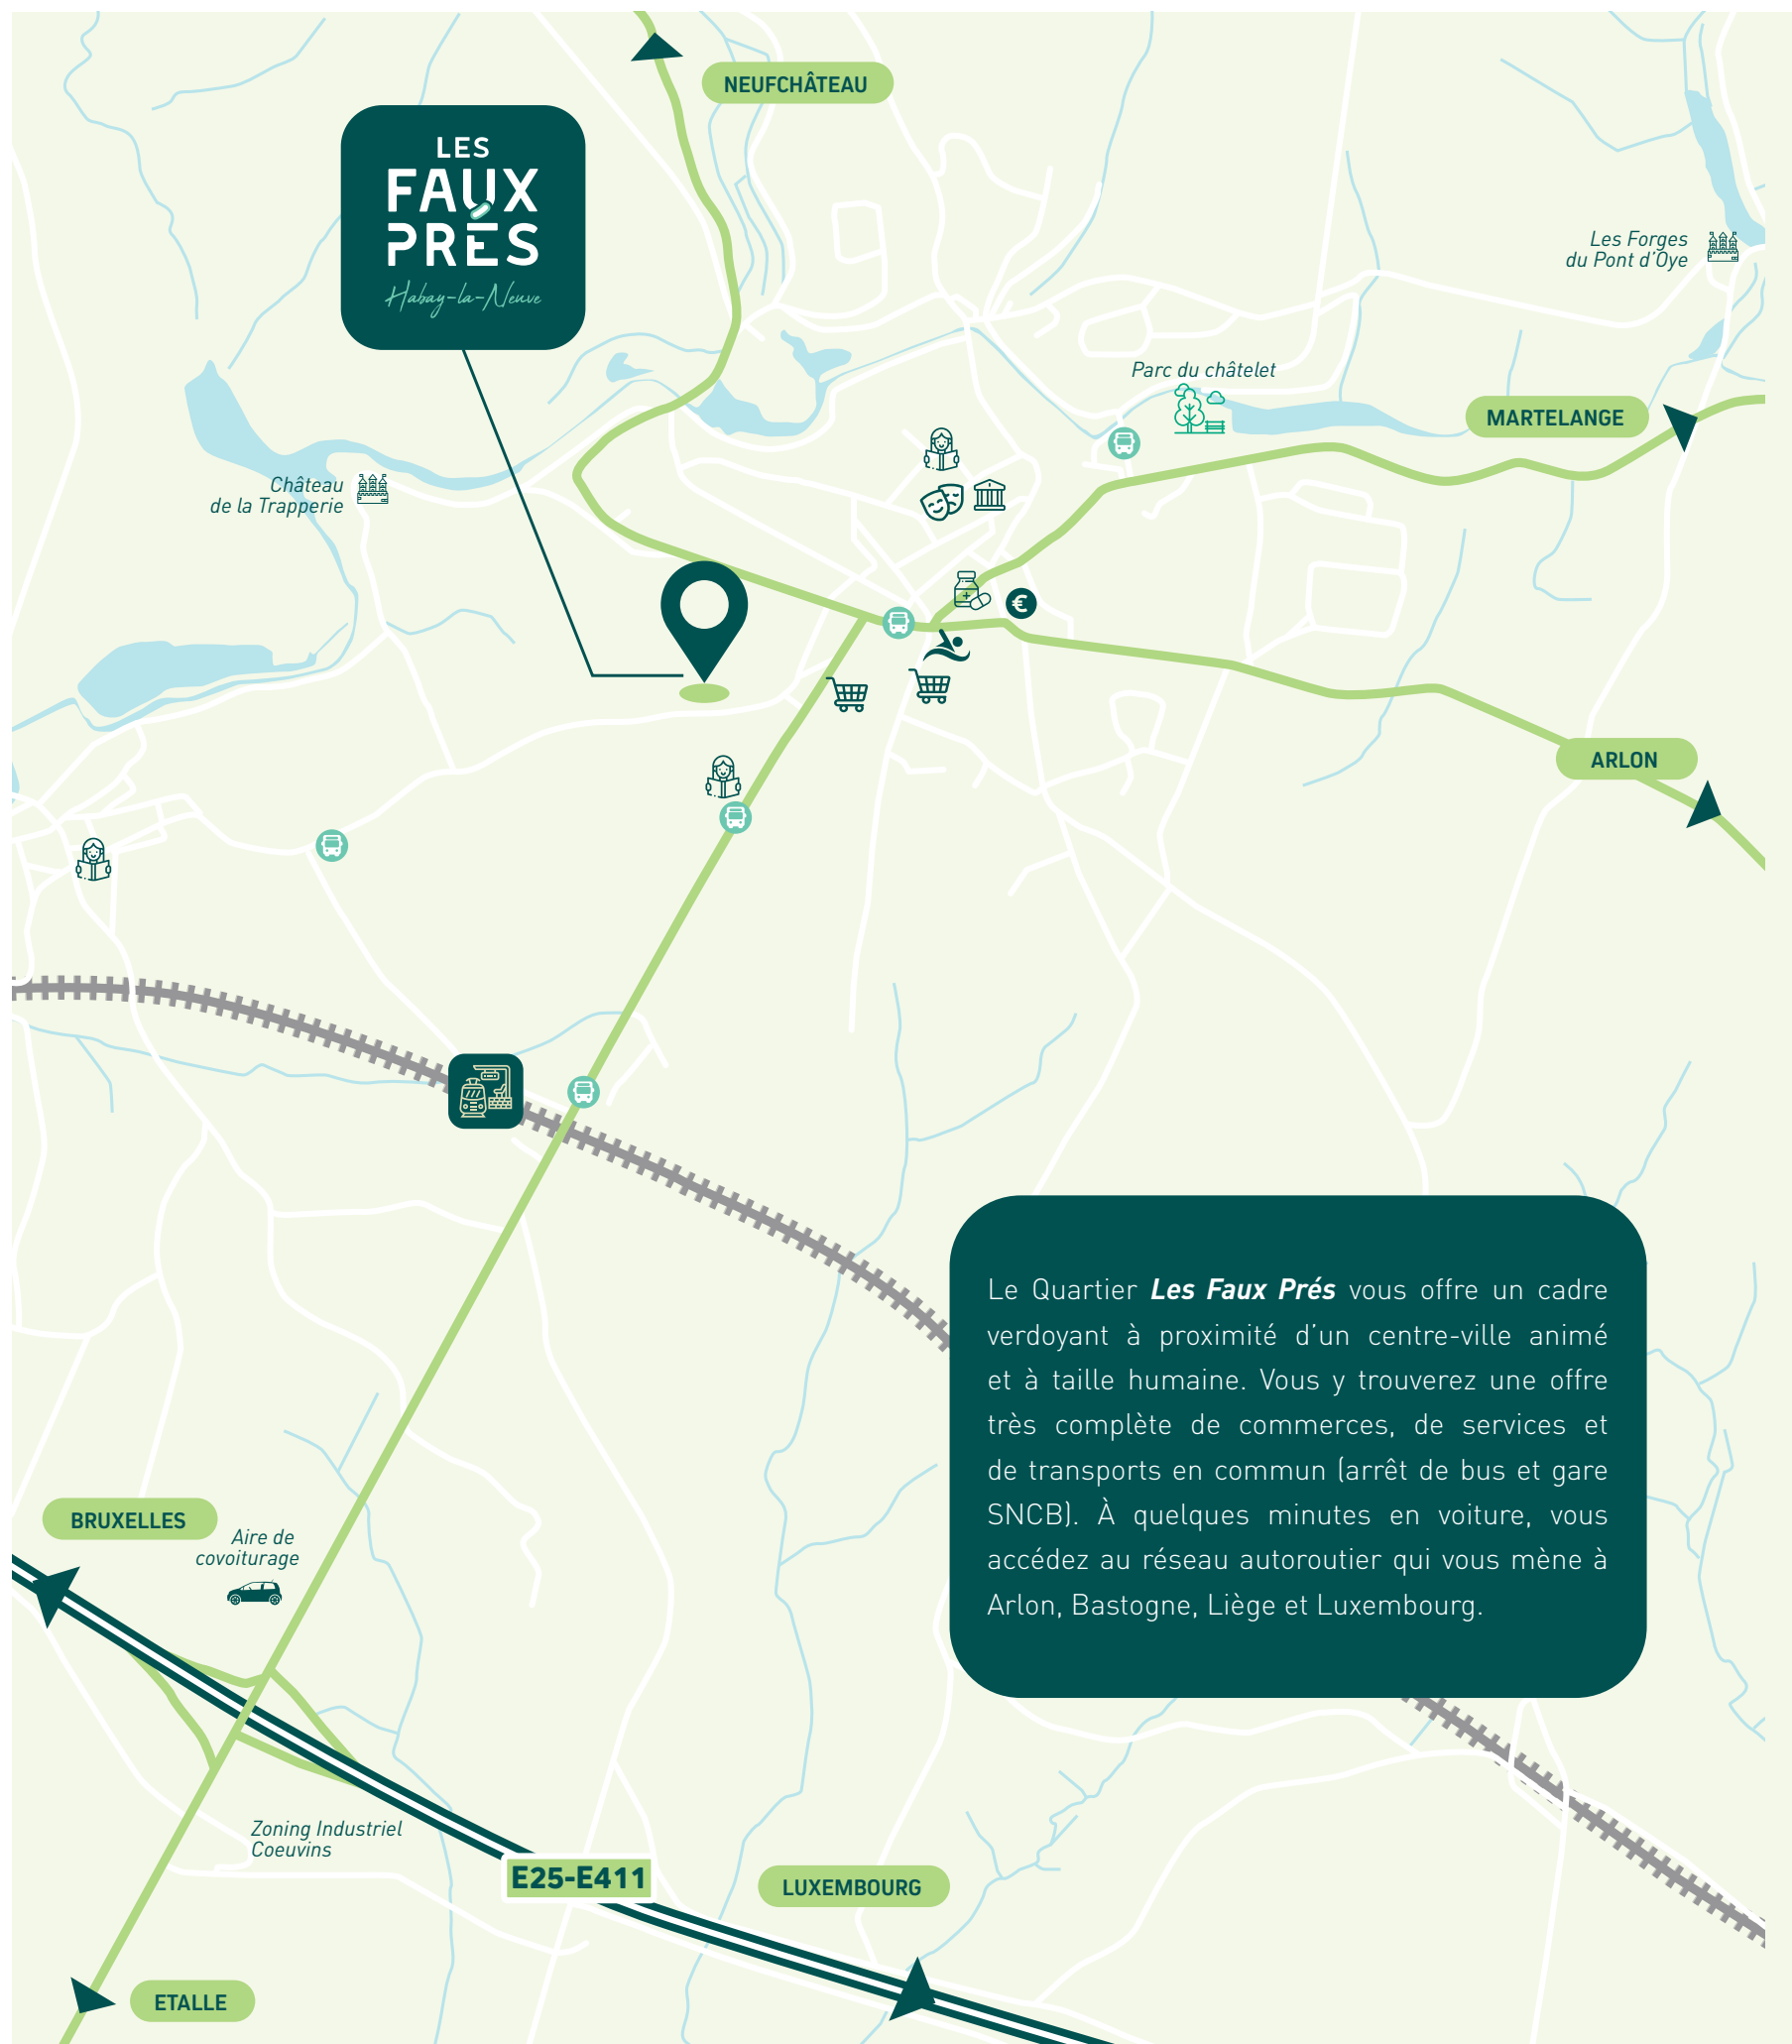 NEUFCHÂTEAU
LES
FAUX
PRÉS
Habay-la-Neuve
Les Forges
du Pont d'Oye
Parc du châtelet
MARTELANGE
Château
de la Trapperie
€
ARLON
Le Quartier Les Faux Prés vous offre un cadre
verdoyant à proximité d'un centre-ville animé
et à taille humaine. Vous y trouverez une offre
très complète de commerces, de services et
de transports en commun (arrêt de bus et gare
SNCB). À quelques minutes en voiture, vous
accédez au réseau autoroutier qui vous mène à
Arlon, Bastogne, Liège et Luxembourg.
BRUXELLES
Aire de
covoiturage
Zoning Industriel
Coeuvins
E25-E411
LUXEMBOURG
ETALLE